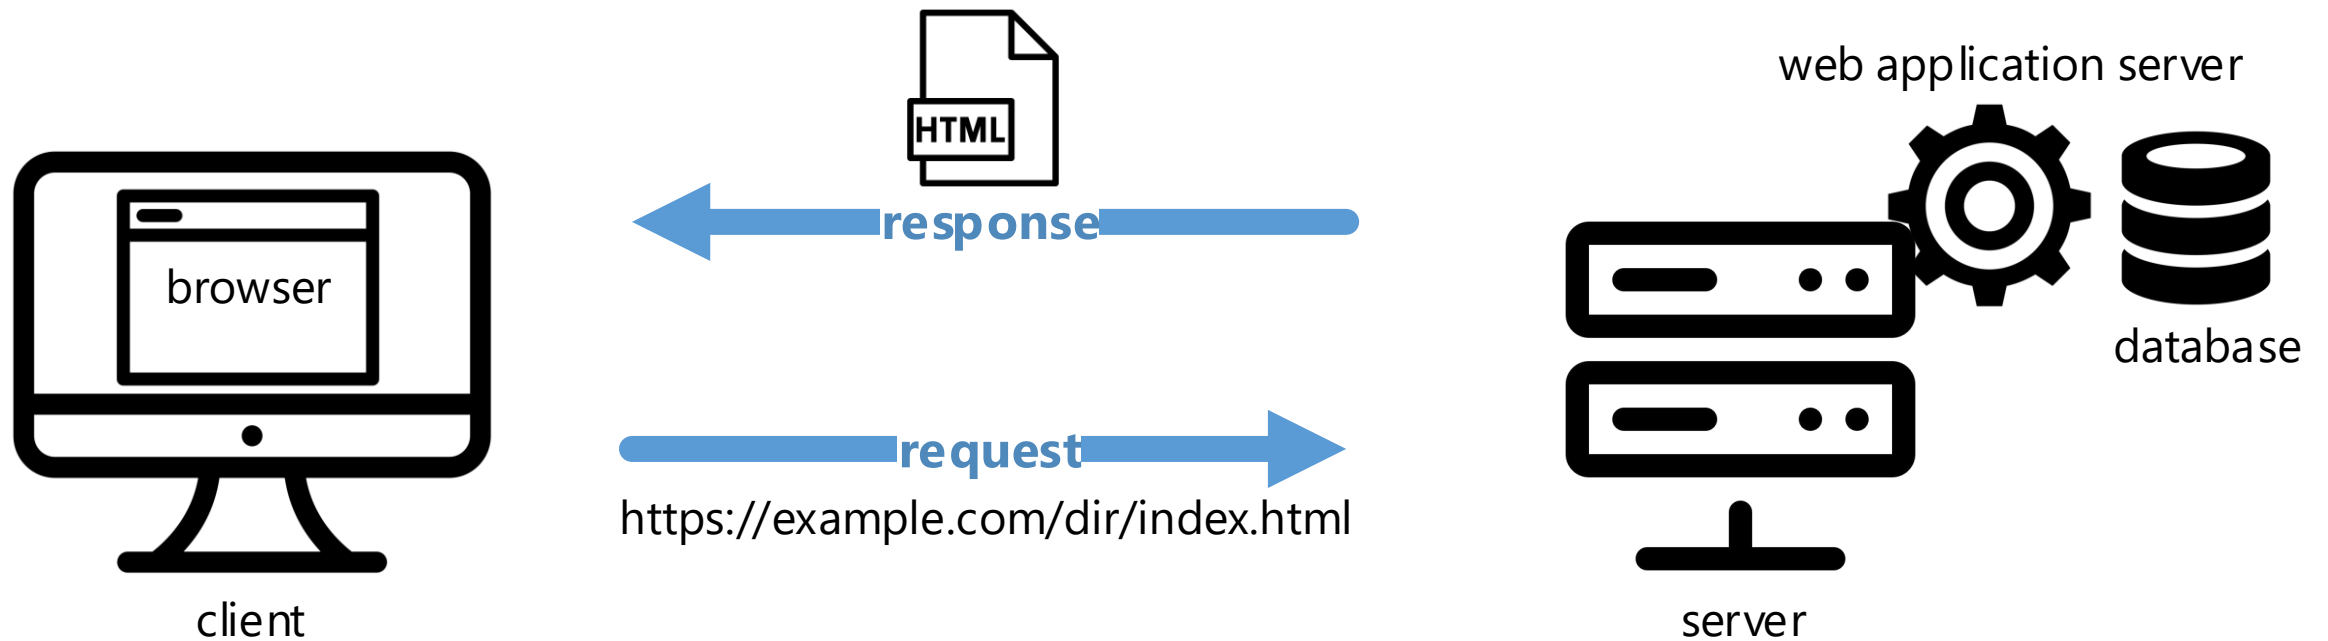 web application server
HTML
response
browser
database
request
https://example.com/dir/index.html
client
server